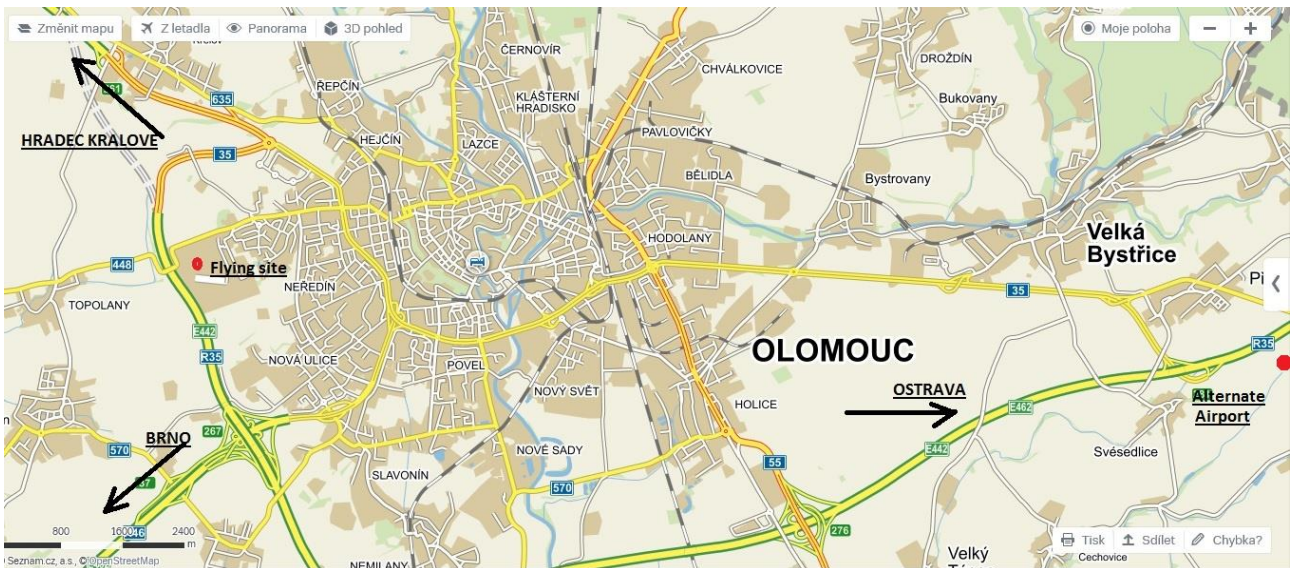 Změnit mapu
Z letadla
Panorama
3D pohled
Moje poloha
ČERNOVÍR
DROŽDÍN
CHVÁLKOVICE
ŘEPČÍN
KLÁŠTERNÍ
HRADISKO
Bukovany
635
HRADEC KRALOVE
HEJČÍN
LAZCE
PAVLOVIČKY
35
BĚLIDLA
Bystrovany
Velká
Bystřice
HODOLANY
448
Flying site
NEŘEDÍN
TOPOLANY
35
E442
R35
NOVÁ ULICE
POVEL
OLOMOUC
R35
NOVÝ SVĚT
OSTRAVA
Alternate
Airport
HOLICE
E462
BRNO
267
E442
570
NOVÉ SADY
Svésedlice
SLAVONÍN
55
570
276
800
1600
2400
m
Seznam.cz, a.s., © OpenStreetMap
NEMILANY
Velký
Tisk
Sdílet
Chybka?
Čechovice